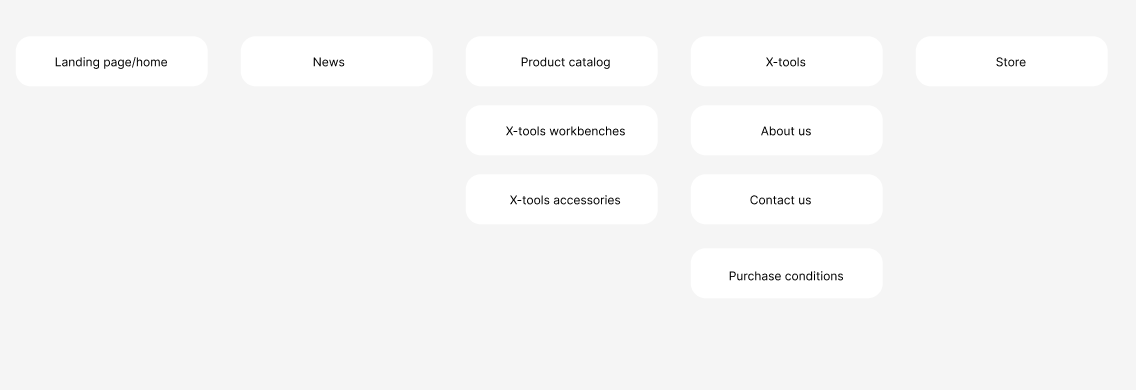 Landing page/home
News
Product catalog
X-tools
Store
X-tools workbenches
About us
X-tools accessories
Contact us
Purchase conditions